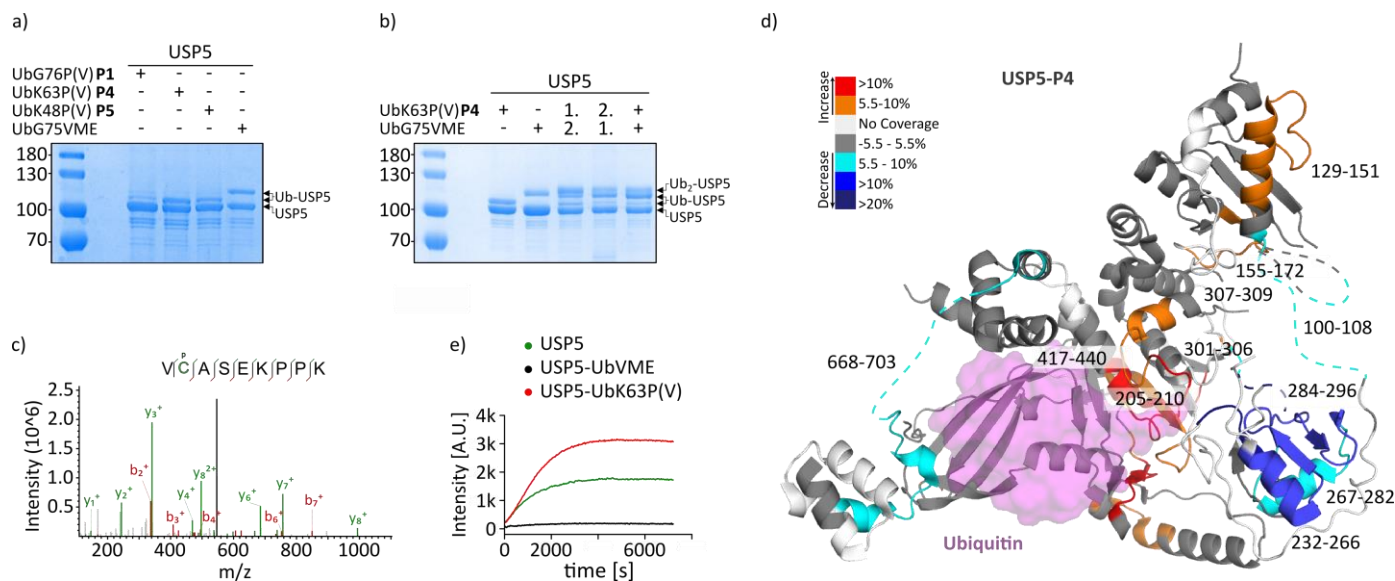 a)
USP5
UbG76P(V) P1 + - - -
UbK63P(V) P4 - + - -
UbK48P(V) P5 - - + -
UbG75VME - - - +
180
130
100
70
Ub-USP5
USP5
b)
USP5
UbK63P(V) P4 + - 1. 2. +
UbG75VME - + 2. 1. +
180
130
100
70
Ub2-USP5
Ub-USP5
USP5
c)
p
V C A S E K P P K
Intensity (10^6)
2.5
2.0
1.5
1.0
0.5
y1+
y2+
b2+
y3+
b3+
y4+
b4+
y8 2+
y6+
y7+
b7+
y8+
200 400 600 800 1000
m/z
e)
USP5
USP5-UbVME
USP5-UbK63P(V)
Intensity [A.U.]
4k
3k
2k
1k
0
0 2000 4000 6000
time [s]
d)
USP5-P4
Increase
Decrease
>10%
5.5-10%
No Coverage
-5.5 - 5.5%
5.5 - 10%
>10%
>20%
129-151
155-172
307-309
100-108
301-306
417-440
668-703
205-210
284-296
267-282
232-266
Ubiquitin